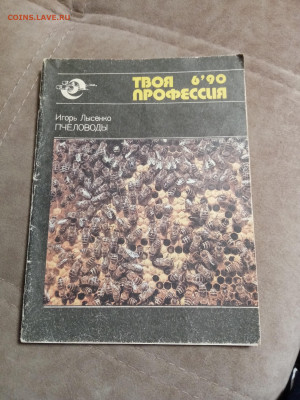 COINS.LAVE.RU
ТВОЯ 6'90
ПРОФЕССИЯ
Игорь Лысенко
ПЧЕЛОВОДЫ